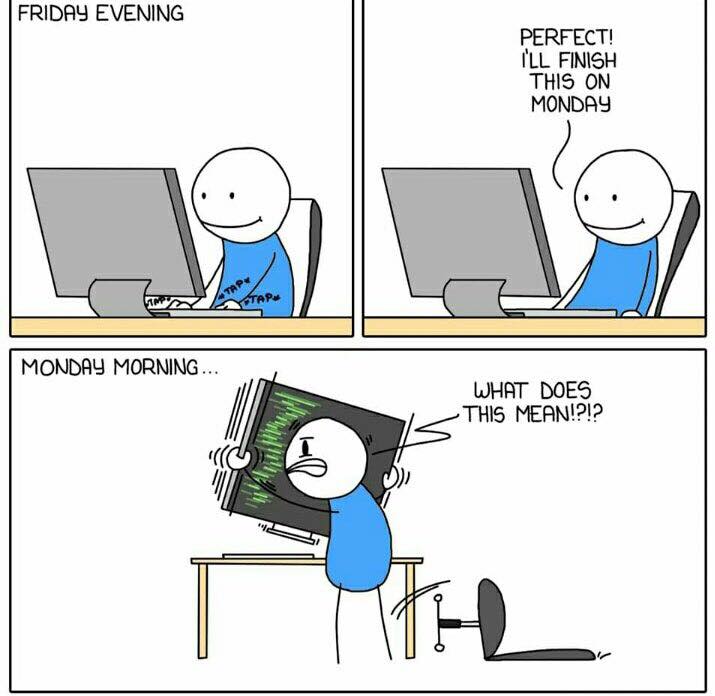 FRIDAY EVENING
*TAP*
*TAP*
*TAP*
PERFECT!
I'LL FINISH
THIS ON
MONDAY
MONDAY MORNING...
WHAT DOES
THIS MEAN!?!?